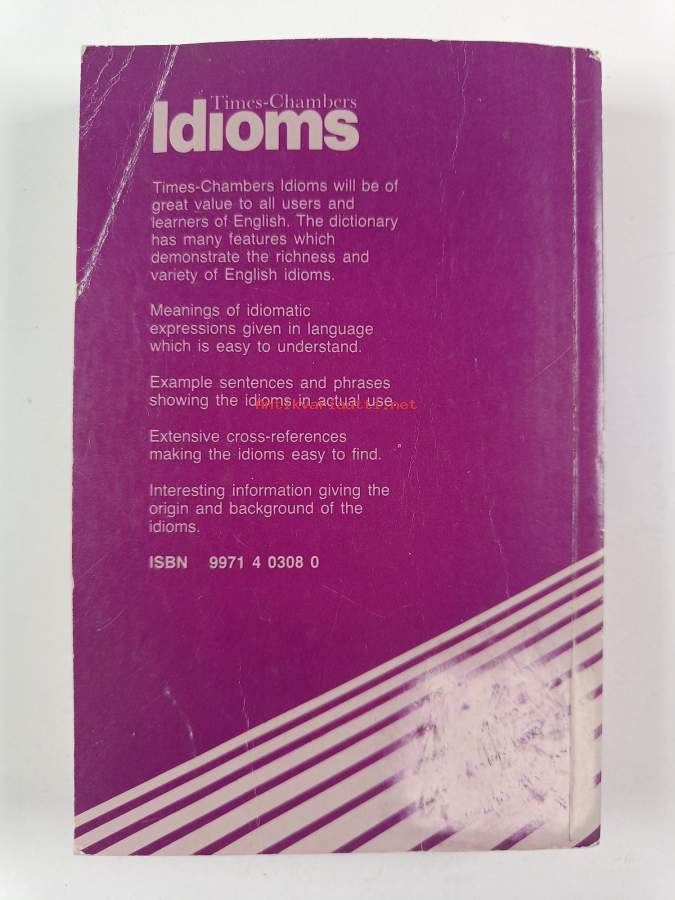 Times-Chambers
Idioms
Times-Chambers Idioms will be of
great value to all users and
learners of English. The dictionary
has many features which
demonstrate the richness and
variety of English idioms.
Meanings of idiomatic
expressions given in language
which is easy to understand.
Example sentences and phrases
showing the idioms in actual use.
Antikvariaatti.net
Extensive cross-references
making the idioms easy to find.
Interesting information giving the
origin and background of the
idioms.
ISBN 9971 4 0308 0